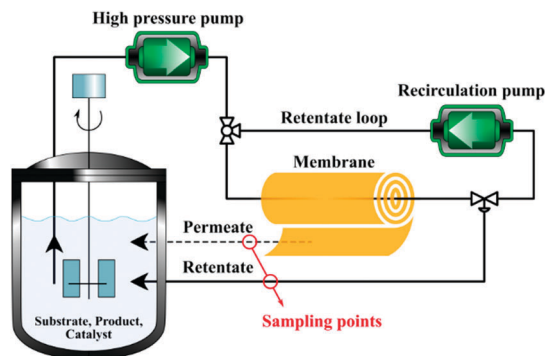 High pressure pump
Recirculation pump
Retentate loop
Membrane
Permeate
Retentate
Substrate, Product,
Catalyst
Sampling points